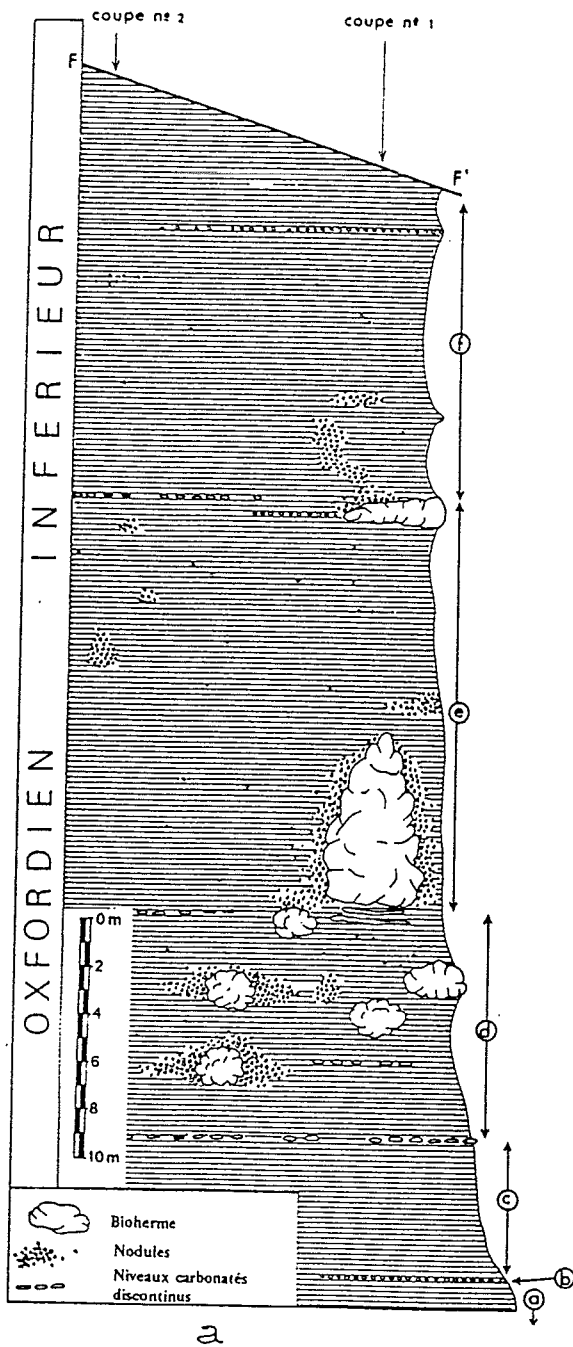 coupe nº 2
coupe nº 1
F
F'
OXFORDIEN INFERIEUR
f
e
0 m
2
4
d
6
8
10 m
c
Bioherme
Nodules
Niveaux carbonatés
discontinus
b
a
a